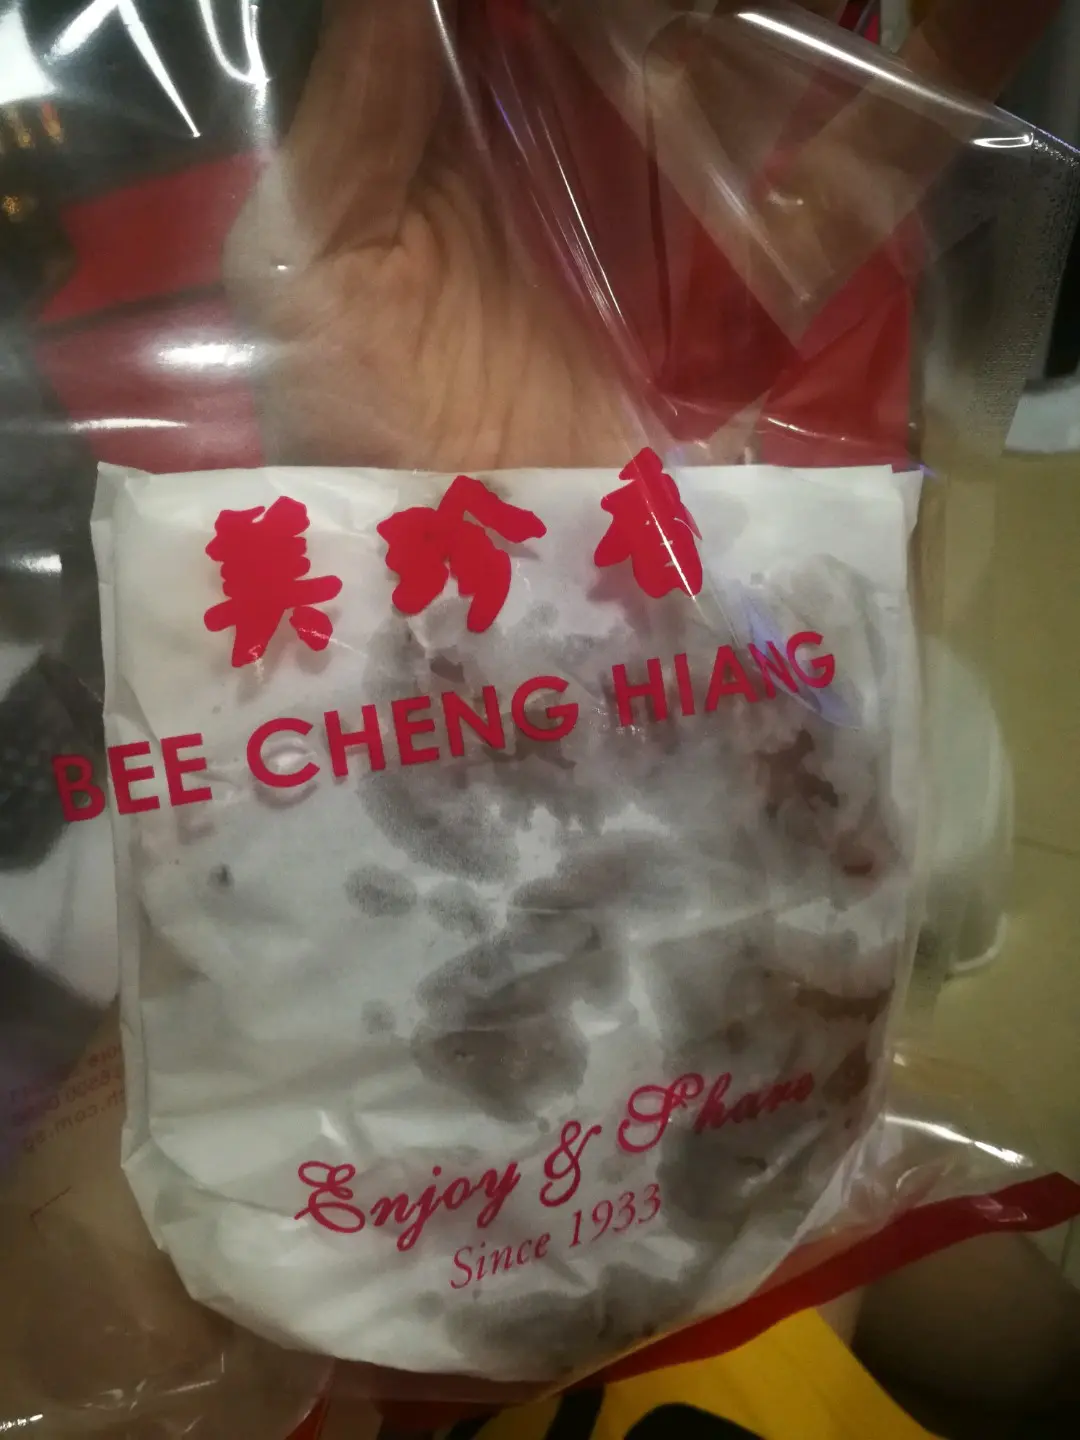 美珍香
BEE CHENG HIANG
Enjoy & Share
Since 1933